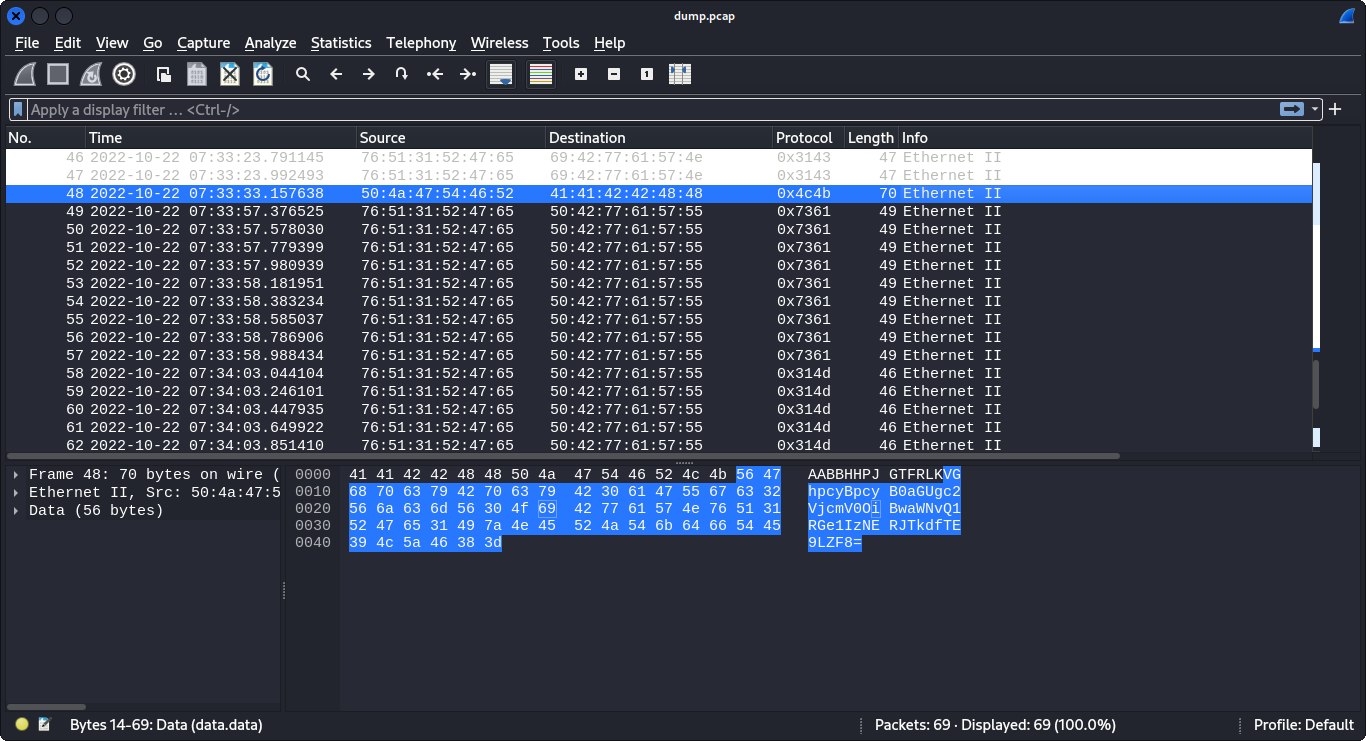 dump.pcap
File Edit View Go Capture Analyze Statistics Telephony Wireless Tools Help
Apply a display filter … <Ctrl-/>
No. Time Source Destination Protocol Length Info
46 2022-10-22 07:33:23.791145 76:51:31:52:47:65 69:42:77:61:57:4e 0x3143 47 Ethernet II
47 2022-10-22 07:33:23.992493 76:51:31:52:47:65 69:42:77:61:57:4e 0x3143 47 Ethernet II
48 2022-10-22 07:33:33.157638 50:4a:47:54:46:52 41:41:42:42:48:48 0x4c4b 70 Ethernet II
49 2022-10-22 07:33:57.376525 76:51:31:52:47:65 50:42:77:61:57:55 0x7361 49 Ethernet II
50 2022-10-22 07:33:57.578030 76:51:31:52:47:65 50:42:77:61:57:55 0x7361 49 Ethernet II
51 2022-10-22 07:33:57.779399 76:51:31:52:47:65 50:42:77:61:57:55 0x7361 49 Ethernet II
52 2022-10-22 07:33:57.980939 76:51:31:52:47:65 50:42:77:61:57:55 0x7361 49 Ethernet II
53 2022-10-22 07:33:58.181951 76:51:31:52:47:65 50:42:77:61:57:55 0x7361 49 Ethernet II
54 2022-10-22 07:33:58.383234 76:51:31:52:47:65 50:42:77:61:57:55 0x7361 49 Ethernet II
55 2022-10-22 07:33:58.585037 76:51:31:52:47:65 50:42:77:61:57:55 0x7361 49 Ethernet II
56 2022-10-22 07:33:58.786906 76:51:31:52:47:65 50:42:77:61:57:55 0x7361 49 Ethernet II
57 2022-10-22 07:33:58.988434 76:51:31:52:47:65 50:42:77:61:57:55 0x7361 49 Ethernet II
58 2022-10-22 07:34:03.044104 76:51:31:52:47:65 50:42:77:61:57:55 0x314d 46 Ethernet II
59 2022-10-22 07:34:03.246101 76:51:31:52:47:65 50:42:77:61:57:55 0x314d 46 Ethernet II
60 2022-10-22 07:34:03.447935 76:51:31:52:47:65 50:42:77:61:57:55 0x314d 46 Ethernet II
61 2022-10-22 07:34:03.649922 76:51:31:52:47:65 50:42:77:61:57:55 0x314d 46 Ethernet II
62 2022-10-22 07:34:03.851410 76:51:31:52:47:65 50:42:77:61:57:55 0x314d 46 Ethernet II
Frame 48: 70 bytes on wire (
Ethernet II, Src: 50:4a:47:5
Data (56 bytes)
0000 41 41 42 42 48 48 50 4a 47 54 46 52 4c 4b 56 47 AABBHHPJ GTFRLKVG
0010 68 70 63 79 42 70 63 79 42 30 61 47 55 67 63 32 hpcyBpcy B0aGUgc2
0020 56 6a 63 6d 56 30 4f 69 42 77 61 57 4e 76 51 31 VjcmV0Oi BwaWNvQ1
0030 52 47 65 31 49 7a 4e 45 52 4a 54 6b 64 66 54 45 RGe1IzNE RJTkdfTE
0040 39 4c 5a 46 38 3d 9LZF8=
Bytes 14-69: Data (data.data) Packets: 69 · Displayed: 69 (100.0%) Profile: Default